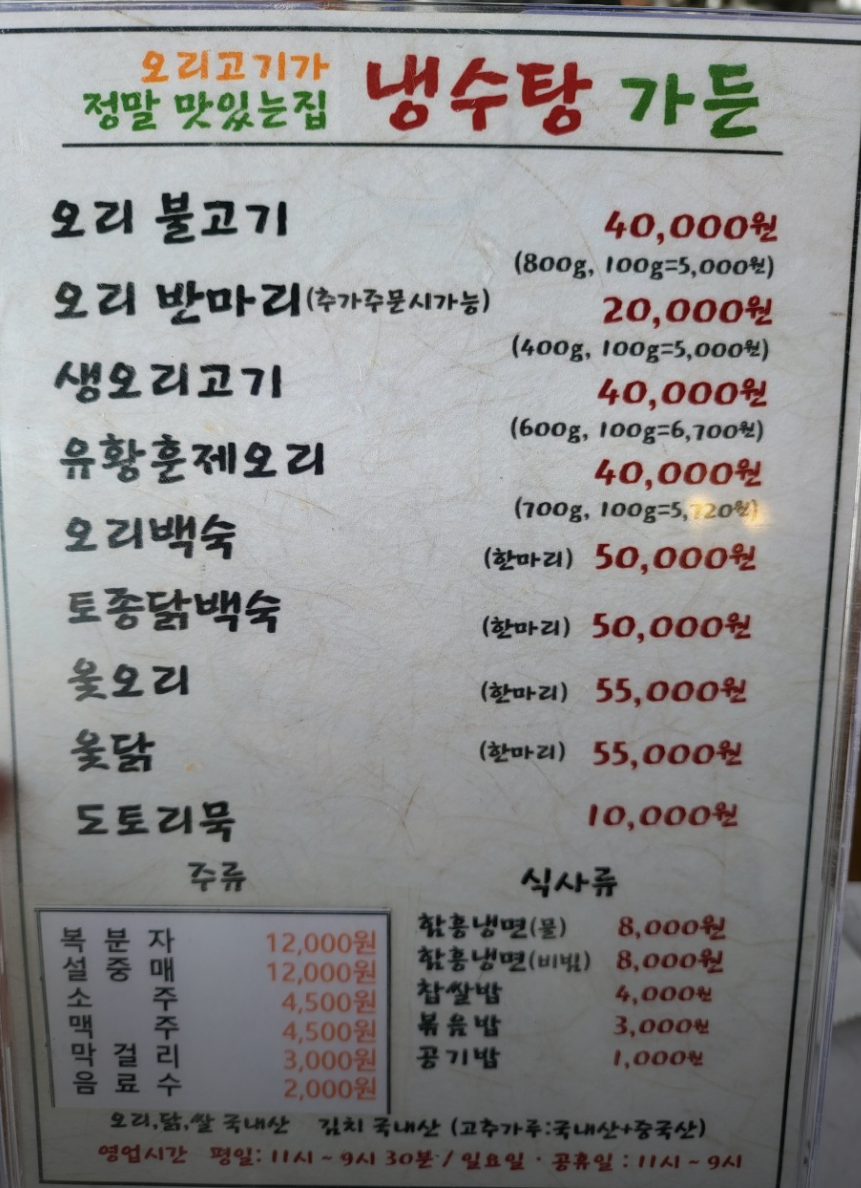 오리고기가
정말 맛있는집 냉수탕 가든
오리 불고기 40,000원
(800g, 100g=5,000원)
오리 반마리(추가주문시가능) 20,000원
(400g, 100g=5,000원)
생오리고기 40,000원
(600g, 100g=6,700원)
유황훈제오리 40,000원
(700g, 100g=5,720원)
오리백숙 (한마리) 50,000원
토종닭백숙 (한마리) 50,000원
옻오리 (한마리) 55,000원
옻닭 (한마리) 55,000원
도토리묵 10,000원
주류
복 분 자 12,000원
설 중 매 12,000원
소 주 4,500원
맥 주 4,500원
막 걸 리 3,000원
음 료 수 2,000원
식사류
함흥냉면(물) 8,000원
함흥냉면(비빔) 8,000원
찹쌀밥 4,000원
볶음밥 3,000원
공기밥 1,000원
오리,닭,쌀 국내산 김치 국내산 (고추가루:국내산+중국산)
영업시간 평일: 11시 ~ 9시 30분 / 일요일 · 공휴일 : 11시 ~ 9시